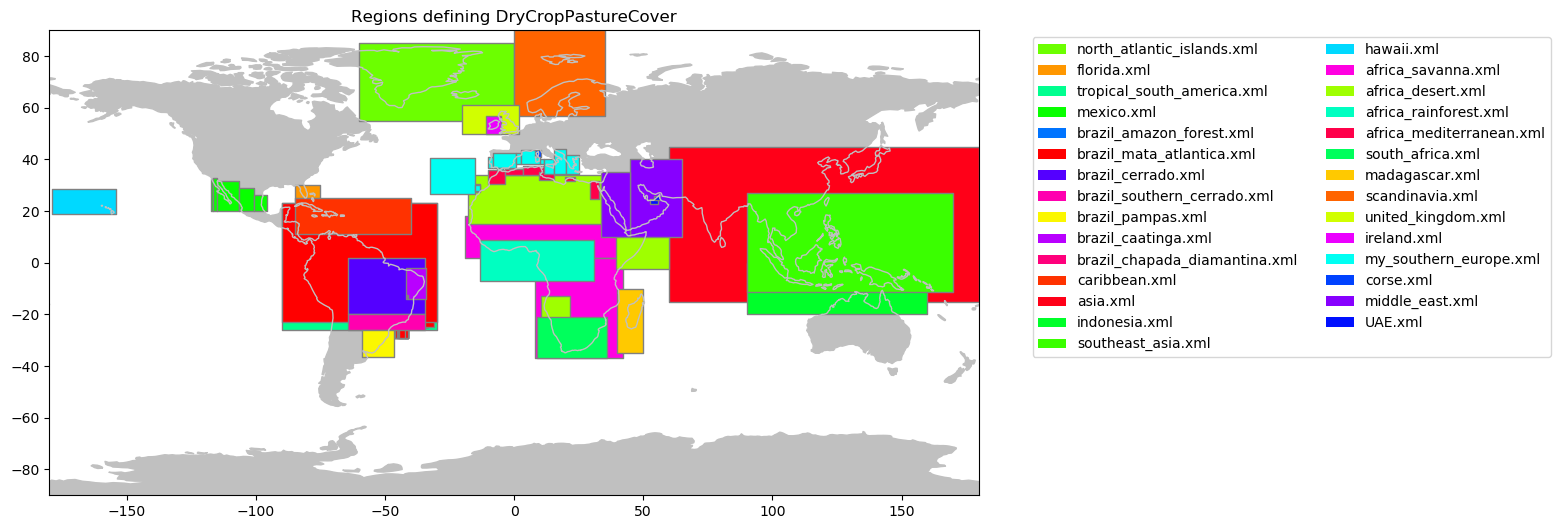 Regions defining DryCropPastureCover
80
60
40
20
0
−20
−40
−60
−80
−150
−100
−50
0
50
100
150
north_atlantic_islands.xml
florida.xml
tropical_south_america.xml
mexico.xml
brazil_amazon_forest.xml
brazil_mata_atlantica.xml
brazil_cerrado.xml
brazil_southern_cerrado.xml
brazil_pampas.xml
brazil_caatinga.xml
brazil_chapada_diamantina.xml
caribbean.xml
asia.xml
indonesia.xml
southeast_asia.xml
hawaii.xml
africa_savanna.xml
africa_desert.xml
africa_rainforest.xml
africa_mediterranean.xml
south_africa.xml
madagascar.xml
scandinavia.xml
united_kingdom.xml
ireland.xml
my_southern_europe.xml
corse.xml
middle_east.xml
UAE.xml